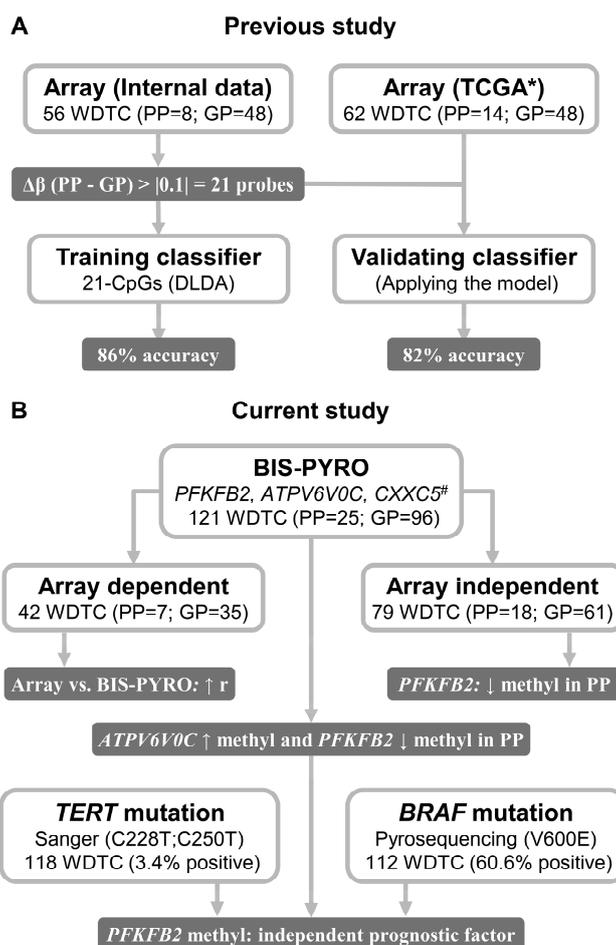 A
Previous study
Array (Internal data)
56 WDTC (PP=8; GP=48)
Array (TCGA*)
62 WDTC (PP=14; GP=48)
Δβ (PP - GP) > |0.1| = 21 probes
Training classifier
21-CpGs (DLDA)
Validating classifier
(Applying the model)
86% accuracy
82% accuracy
B
Current study
BIS-PYRO
PFKFB2, ATPV6V0C, CXXC5#
121 WDTC (PP=25; GP=96)
Array dependent
42 WDTC (PP=7; GP=35)
Array independent
79 WDTC (PP=18; GP=61)
Array vs. BIS-PYRO: ↑ r
PFKFB2: ↓ methyl in PP
ATPV6V0C ↑ methyl and PFKFB2 ↓ methyl in PP
TERT mutation
Sanger (C228T;C250T)
118 WDTC (3.4% positive)
BRAF mutation
Pyrosequencing (V600E)
112 WDTC (60.6% positive)
PFKFB2 methyl: independent prognostic factor